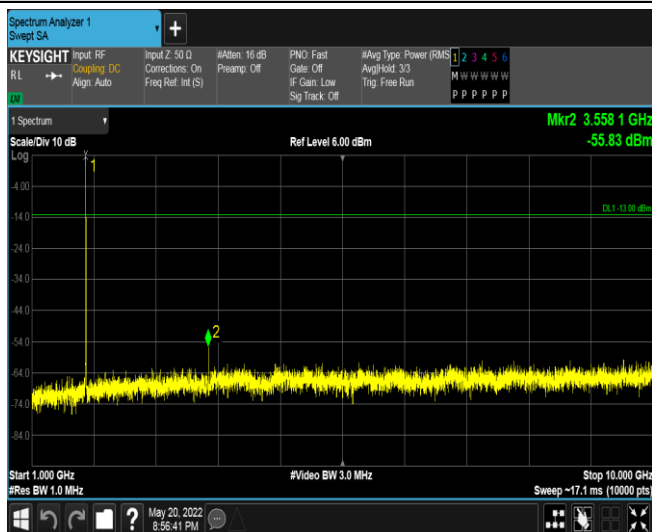 Spectrum Analyzer 1
Swept SA
+
KEYSIGHT
RL
Input: RF
Coupling: DC
Align: Auto
Input Z: 50 Ω
Corrections: On
Freq Ref: Int (S)
#Atten: 16 dB
Preamp: Off
PNO: Fast
Gate: Off
IF Gain: Low
Sig Track: Off
#Avg Type: Power (RMS
Avg|Hold: 3/3
Trig: Free Run
1 2 3 4 5 6
M W W W W W
P P P P P P
1 Spectrum
Mkr2 3.558 1 GHz
Scale/Div 10 dB
Ref Level 6.00 dBm
-55.83 dBm
Log
1
-4.00
DL1 -13.00 dBm
-14.0
-24.0
-34.0
-44.0
2
-54.0
-64.0
-74.0
-84.0
Start 1.000 GHz
#Video BW 3.0 MHz
Stop 10.000 GHz
#Res BW 1.0 MHz
Sweep ~17.1 ms (10000 pts)
?
May 20, 2022
8:56:41 PM